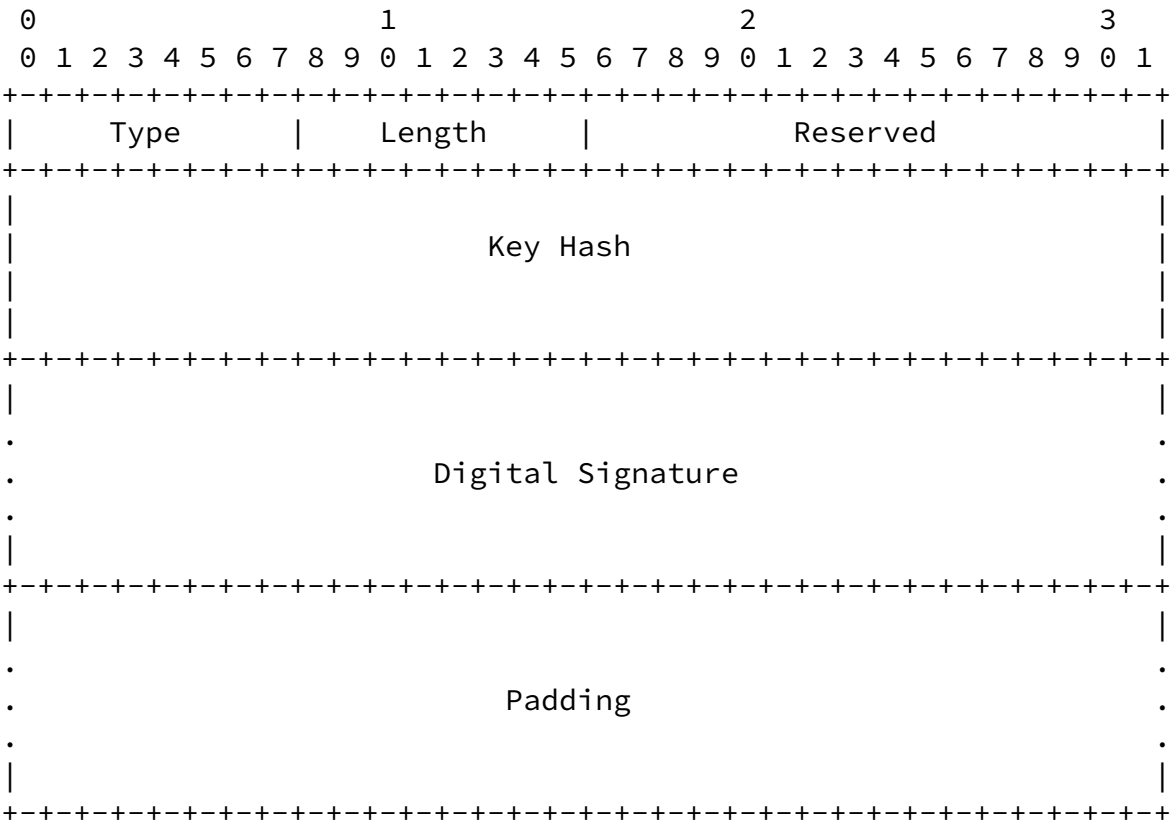 0                   1                   2                   3
 0 1 2 3 4 5 6 7 8 9 0 1 2 3 4 5 6 7 8 9 0 1 2 3 4 5 6 7 8 9 0 1
+-+-+-+-+-+-+-+-+-+-+-+-+-+-+-+-+-+-+-+-+-+-+-+-+-+-+-+-+-+-+-+-+
|     Type      |    Length     |           Reserved            |
+-+-+-+-+-+-+-+-+-+-+-+-+-+-+-+-+-+-+-+-+-+-+-+-+-+-+-+-+-+-+-+-+
|                                                               |
|                          Key Hash                             |
|                                                               |
|                                                               |
+-+-+-+-+-+-+-+-+-+-+-+-+-+-+-+-+-+-+-+-+-+-+-+-+-+-+-+-+-+-+-+-+
|                                                               |
.                                                               .
.                       Digital Signature                       .
.                                                               .
|                                                               |
+-+-+-+-+-+-+-+-+-+-+-+-+-+-+-+-+-+-+-+-+-+-+-+-+-+-+-+-+-+-+-+-+
|                                                               |
.                                                               .
.                           Padding                             .
.                                                               .
|                                                               |
+-+-+-+-+-+-+-+-+-+-+-+-+-+-+-+-+-+-+-+-+-+-+-+-+-+-+-+-+-+-+-+-+